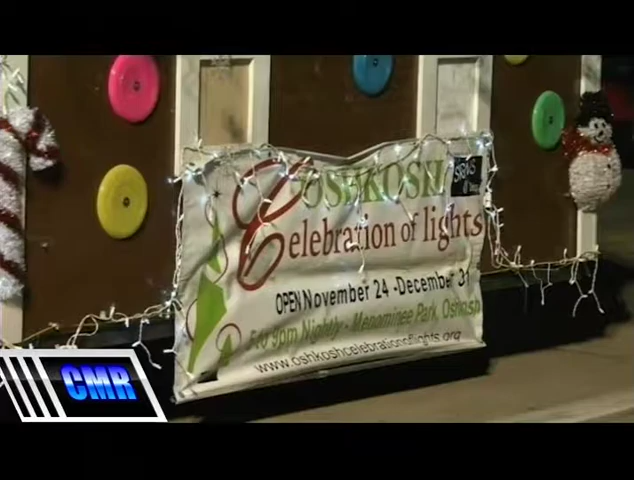 OSHKOSH
Celebration of lights
OPEN November 24 - December 31
5 to 9pm Nightly - Menominee Park, Oshkosh
www.oshkoshcelebrationoflights.org
CMR